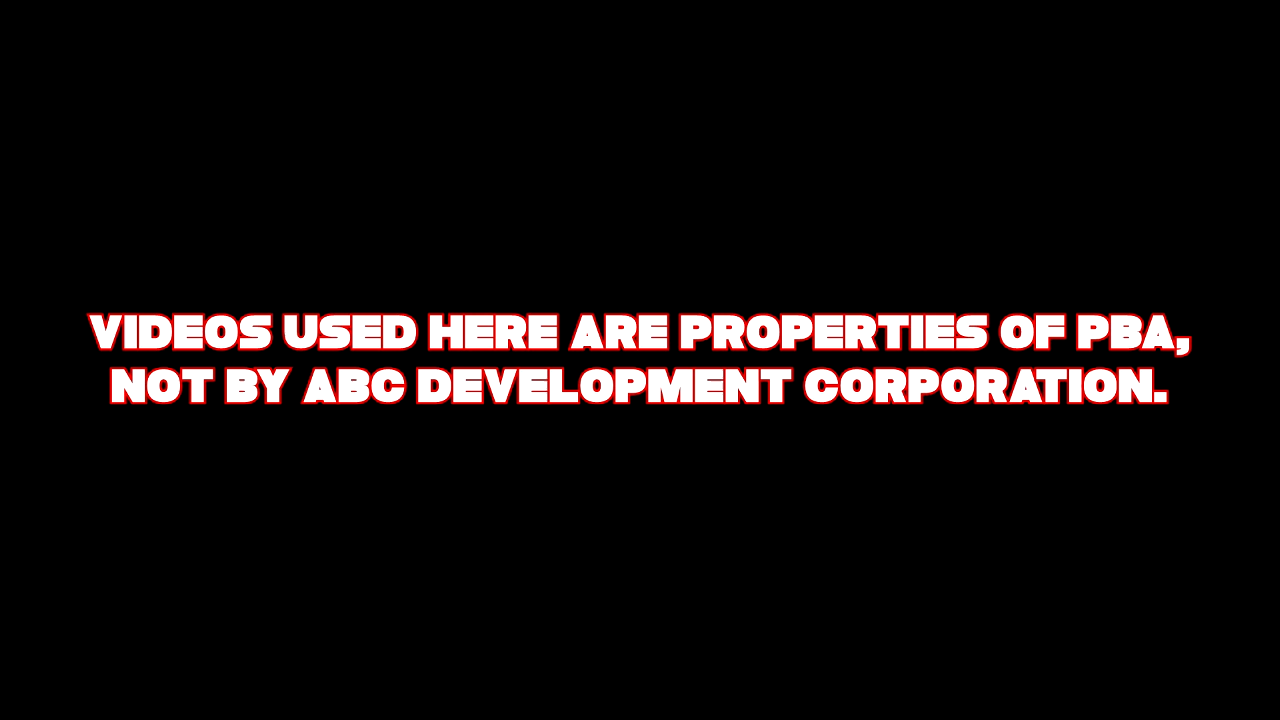 VIDEOS USED HERE ARE PROPERTIES OF PBA,
NOT BY ABC DEVELOPMENT CORPORATION.